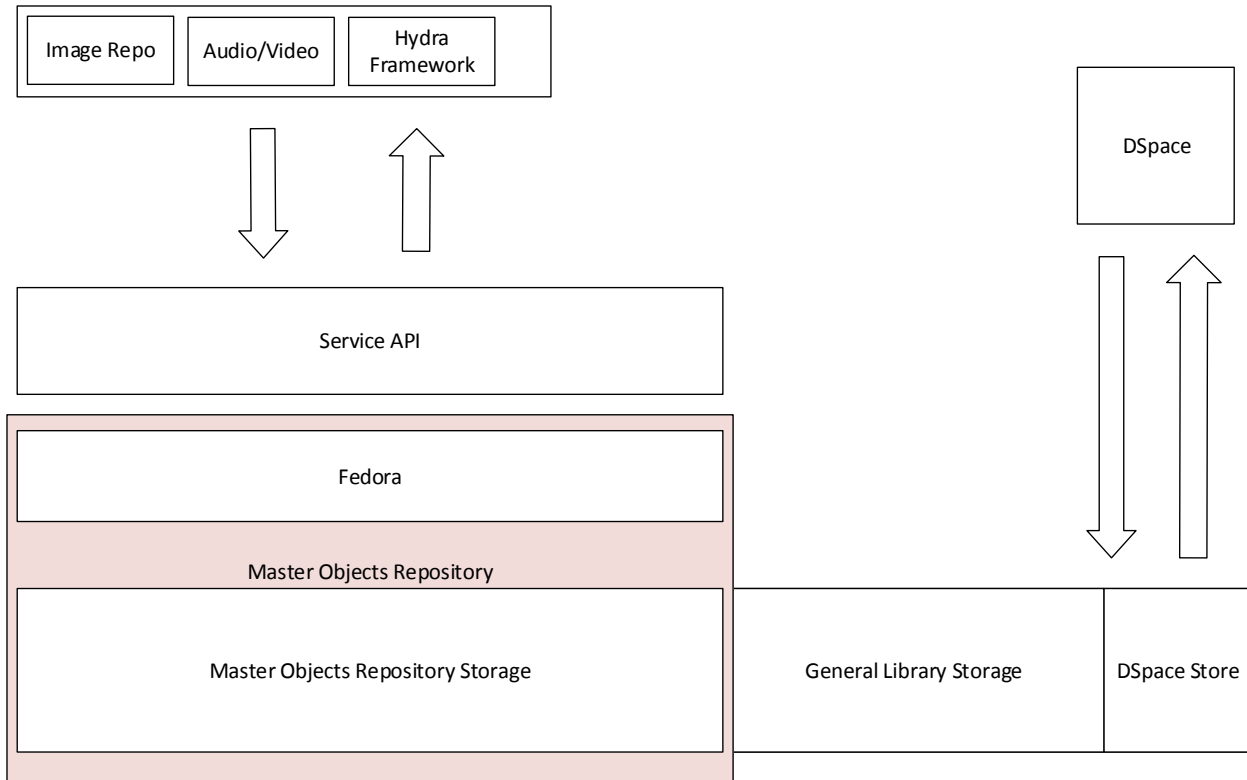 Image Repo
Audio/Video
Hydra
Framework
DSpace
Service API
Fedora
Master Objects Repository
Master Objects Repository Storage
General Library Storage
DSpace Store